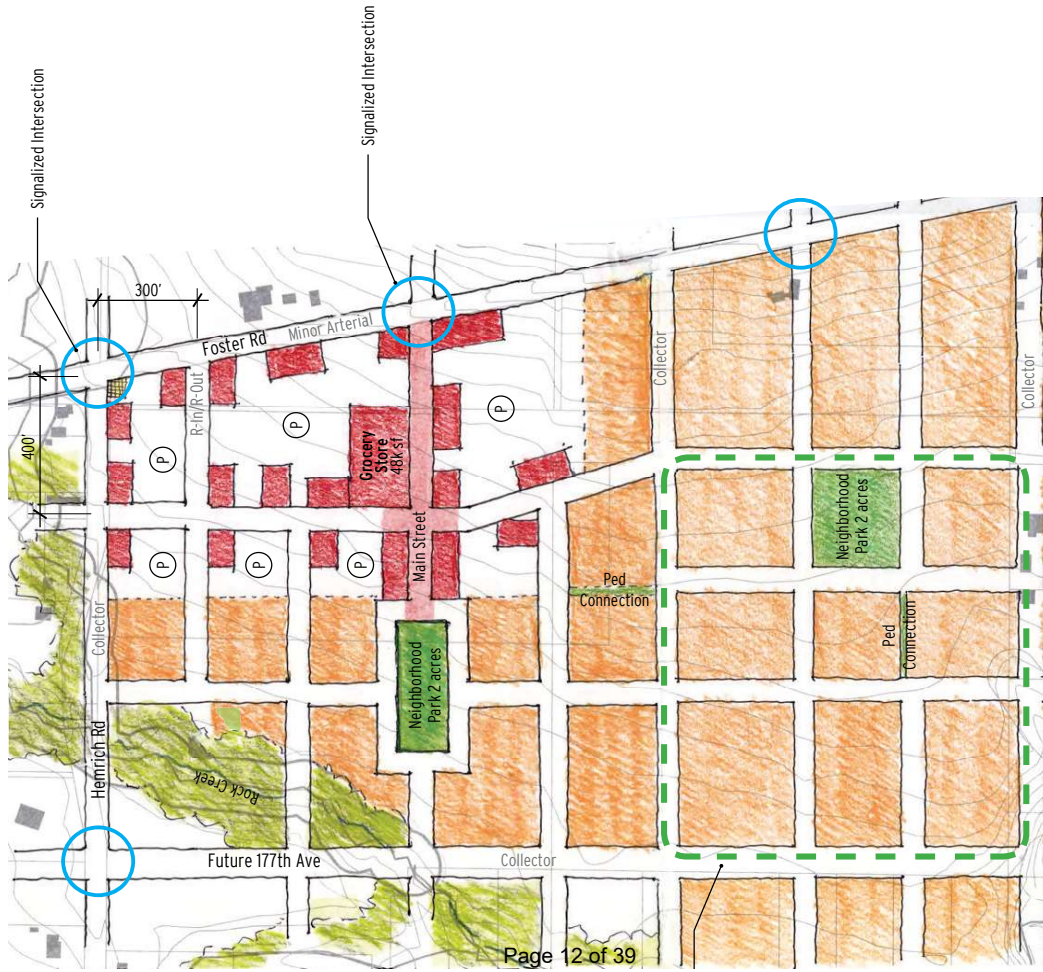 Signalized Intersection
Signalized Intersection
300'
Foster Rd
Minor Arterial
400'
R-In/R-Out
P
P
P
Grocery
Store
48k sf
Main Street
P
P
P
Collector
Collector
Collector
Hemrich Rd
Ped
Connection
Neighborhood
Park 2 acres
Neighborhood
Park 2 acres
Ped
Connection
Rock Creek
Future 177th Ave
Collector
Page 12 of 39